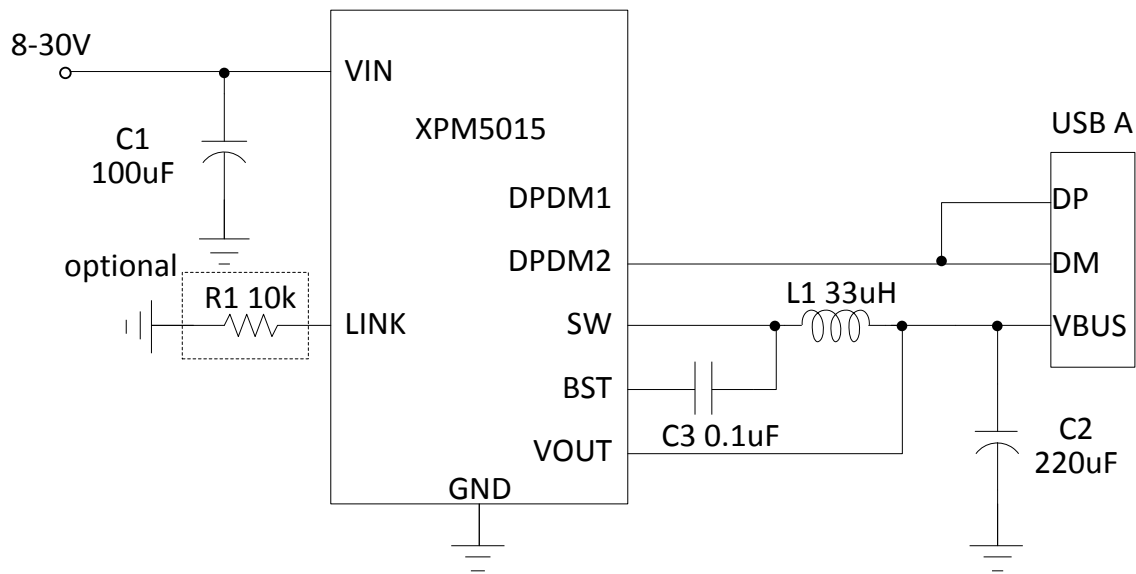 8-30V
VIN
XPM5015
C1
100uF
USB A
DPDM1
DP
optional
DPDM2
DM
R1 10k
L1 33uH
LINK
SW
VBUS
BST
C3 0.1uF
C2
220uF
VOUT
GND